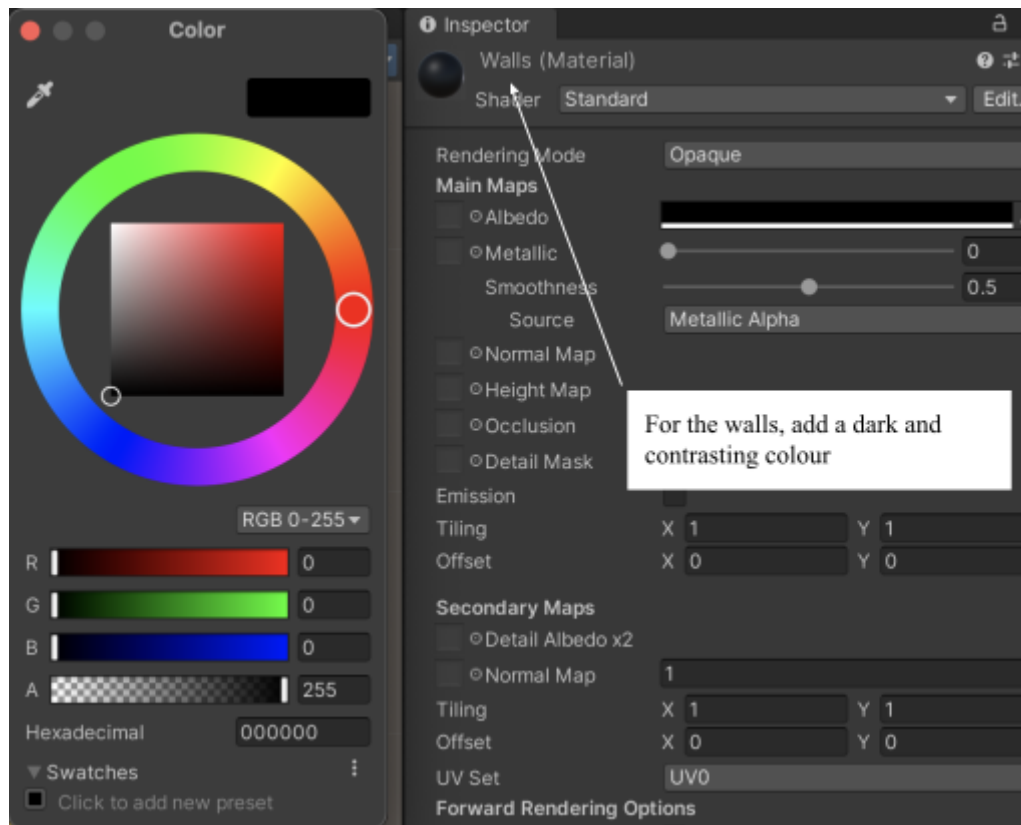 Color
RGB 0-255
R 0
G 0
B 0
A 255
Hexadecimal 000000
Swatches
Click to add new preset
Inspector
Walls (Material)
Shader Standard Edit.
Rendering Mode Opaque
Main Maps
Albedo
Metallic 0
Smoothness 0.5
Source Metallic Alpha
Normal Map
Height Map
Occlusion
Detail Mask
For the walls, add a dark and
contrasting colour
Emission
Tiling X 1 Y 1
Offset X 0 Y 0
Secondary Maps
Detail Albedo x2
Normal Map 1
Tiling X 1 Y 1
Offset X 0 Y 0
UV Set UV0
Forward Rendering Options